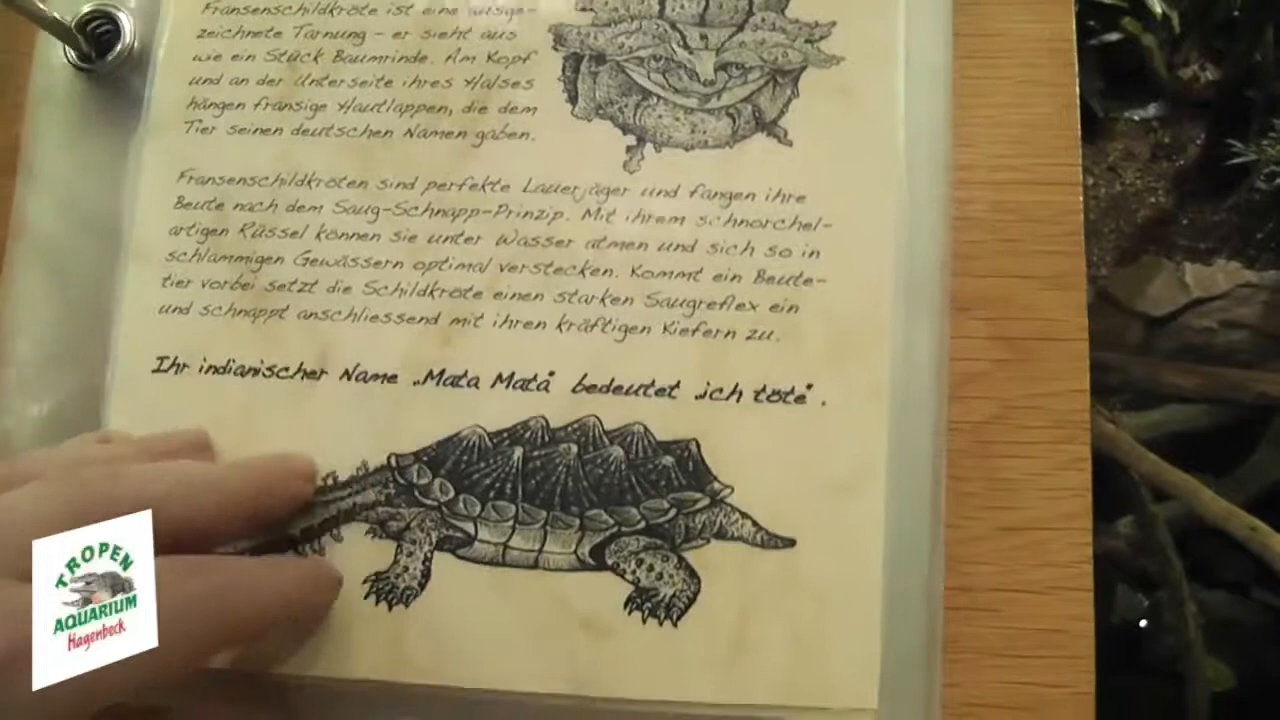 Fransenschildkröte ist eine ausge-
zeichnete Tarnung - er sieht aus
wie ein Stück Baumrinde. Am Kopf
und an der Unterseite ihres Halses
hängen fransige Hautlappen, die dem
Tier seinen deutschen Namen gaben.
Fransenschildkröten sind perfekte Lauerjäger und fangen ihre
Beute nach dem Saug-Schnapp-Prinzip. Mit ihrem schnorchel-
artigen Rüssel können sie unter Wasser atmen und sich so in
schlammigen Gewässern optimal verstecken. Kommt ein Beute-
tier vorbei setzt die Schildkröte einen starken Saugreflex ein
und schnappt anschliessend mit ihren kräftigen Kiefern zu.
Ihr indianischer Name „Mata Mata" bedeutet „ich töte".
TROPEN
AQUARIUM
Hagenbeck